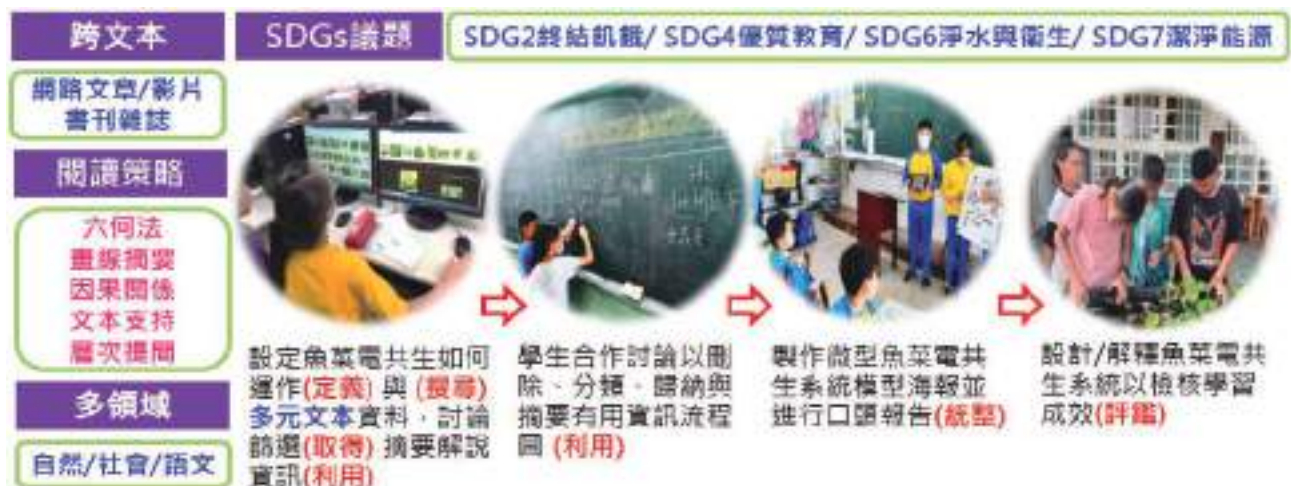 跨文本
SDGs議題
SDG2終結飢餓/ SDG4優質教育/ SDG6淨水與衛生/ SDG7潔淨能源
網路文章/影片
書刊雜誌
閱讀策略
六何法
畫線摘要
因果關係
文本支持
層次提問
多領域
自然/社會/語文
設定魚菜電共生如何
運作(定義) 與 (搜尋)
多元文本資料，討論
篩選(取得) 摘要解說
資訊(利用)
學生合作討論以刪
除、分類、歸納與
摘要有用資訊流程
圖 (利用)
製作微型魚菜電共
生系統模型海報並
進行口頭報告(統整)
設計/解釋魚菜電共
生系統以檢核學習
成效(評鑑)